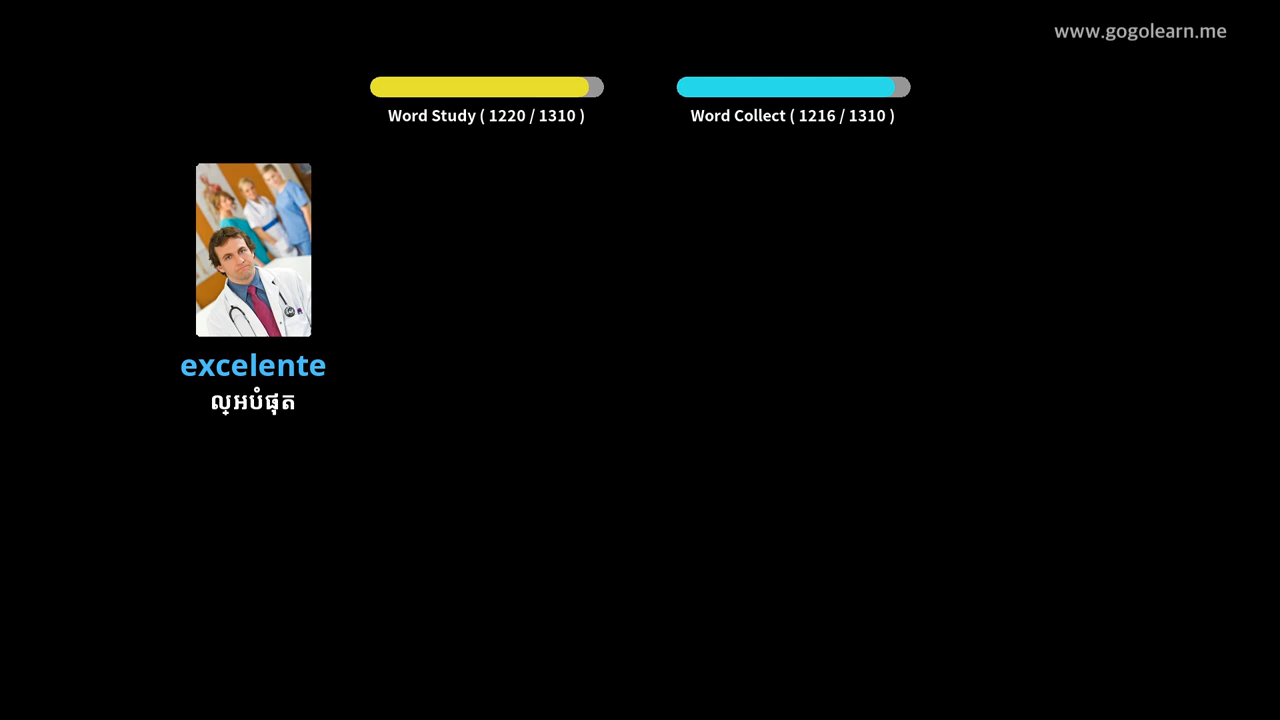 www.gogolearn.me
Word Study ( 1220 / 1310 )
Word Collect ( 1216 / 1310 )
excelente
ល្អបំផុត